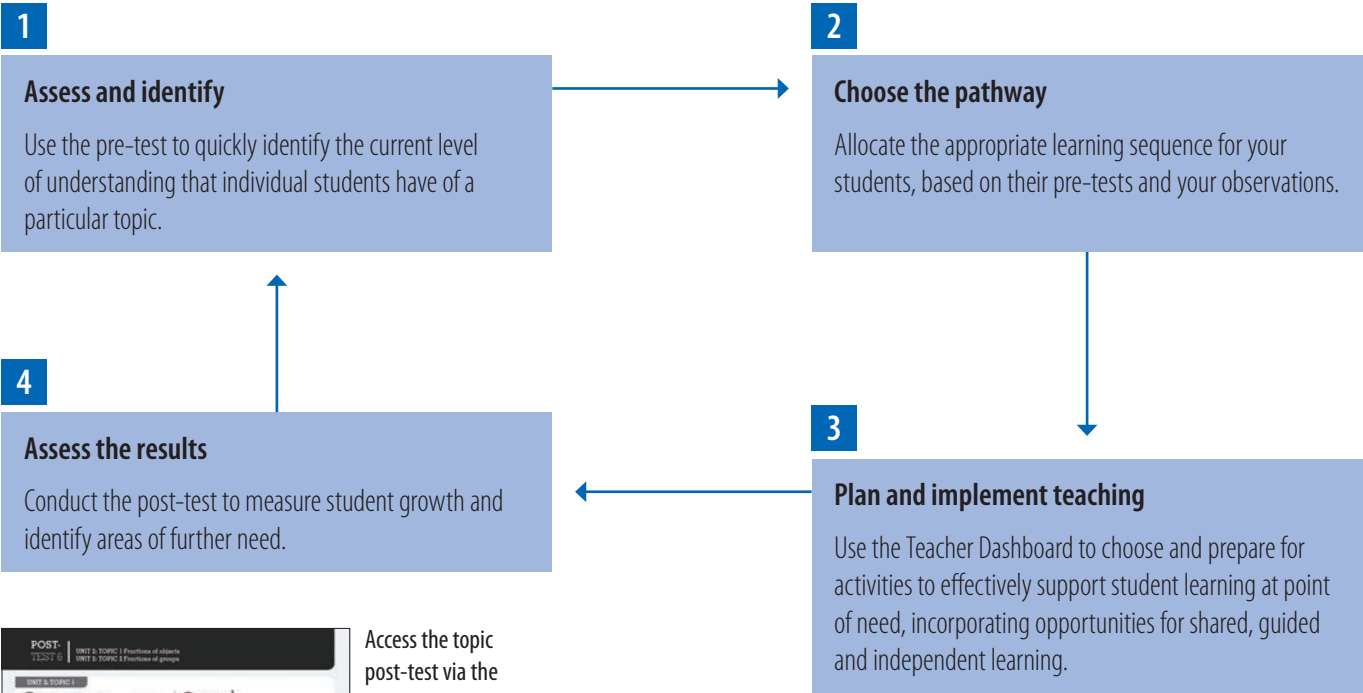 1
Assess and identify
Use the pre-test to quickly identify the current level
of understanding that individual students have of a
particular topic.
2
Choose the pathway
Allocate the appropriate learning sequence for your
students, based on their pre-tests and your observations.
3
Plan and implement teaching
Use the Teacher Dashboard to choose and prepare for
activities to effectively support student learning at point
of need, incorporating opportunities for shared, guided
and independent learning.
4
Assess the results
Conduct the post-test to measure student growth and
identify areas of further need.
POST-
TEST 6
UNIT 2: TOPIC 1 Fractions of objects
UNIT 2: TOPIC 2 Fractions of groups
UNIT 2: TOPIC 1
Access the topic
post-test via the